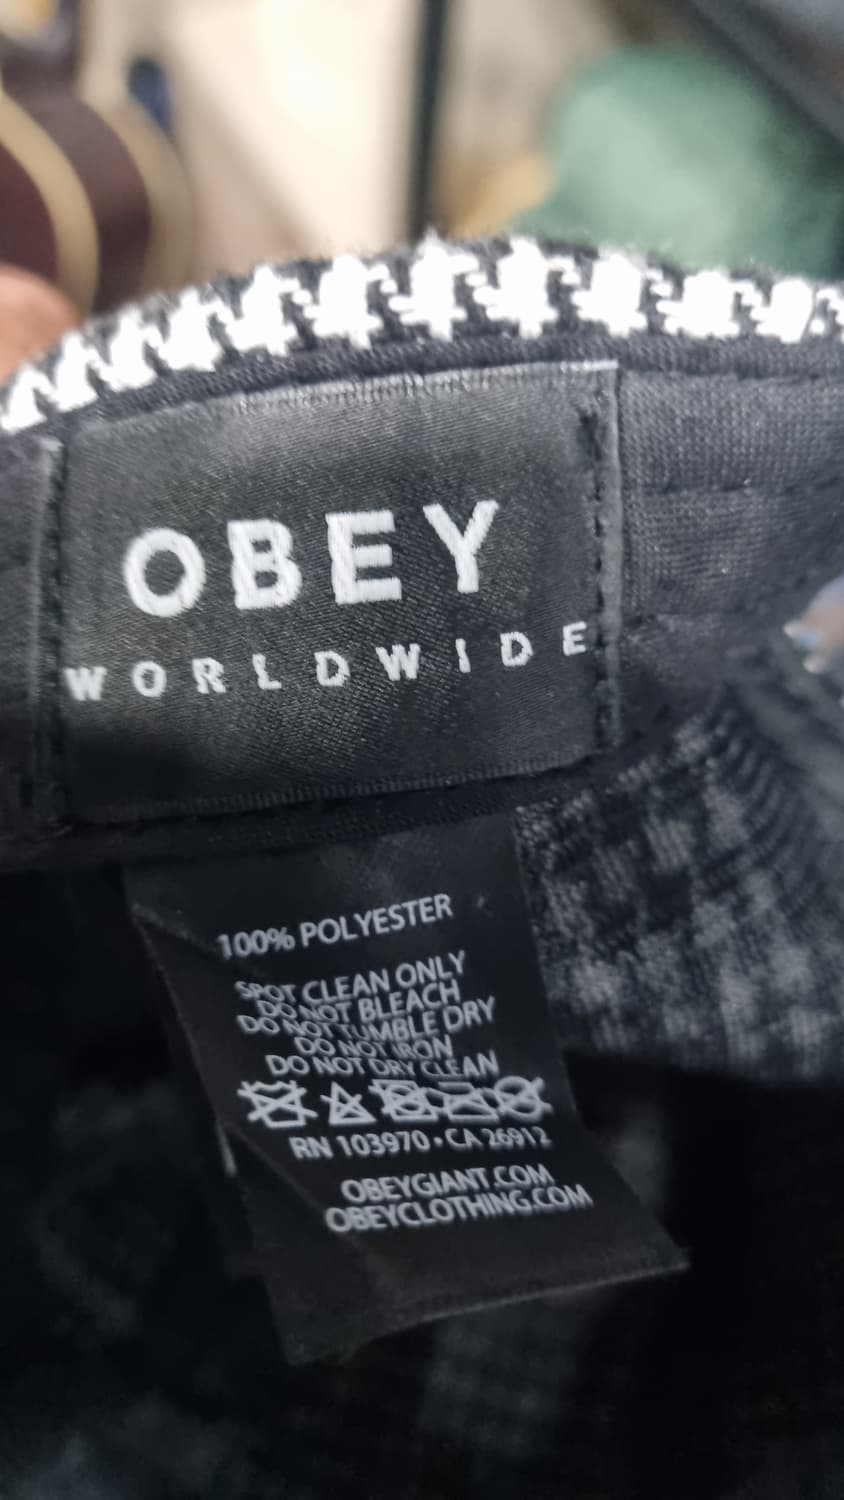 OBEY
WORLDWIDE
100% POLYESTER
SPOT CLEAN ONLY
DO NOT BLEACH
DO NOT TUMBLE DRY
DO NOT IRON
DO NOT DRY CLEAN
RN 103970 • CA 26912
OBEYGIANT.COM
OBEYCLOTHING.COM